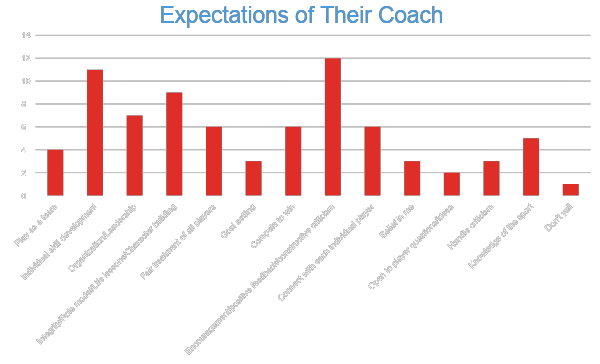 Expectations of Their Coach
14
12
10
8
6
4
2
0
Play as a team
Individual skill development
Organization/Leadership
Integrity/Role model/Life lessons/Character building
Fair treatment of all players
Goal setting
Compete to win
Encouragement/positive feedback/constructive criticism
Connect with each individual player
Belief in me
Open to player questions/ideas
Handle criticism
Knowledge of the sport
Don't yell